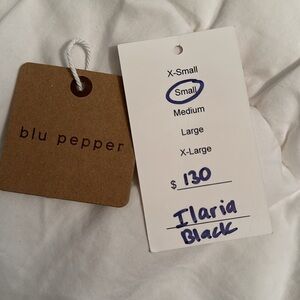 blu pepper
X-Small
Small
Medium
Large
X-Large
$ 130
Ilaria
Black